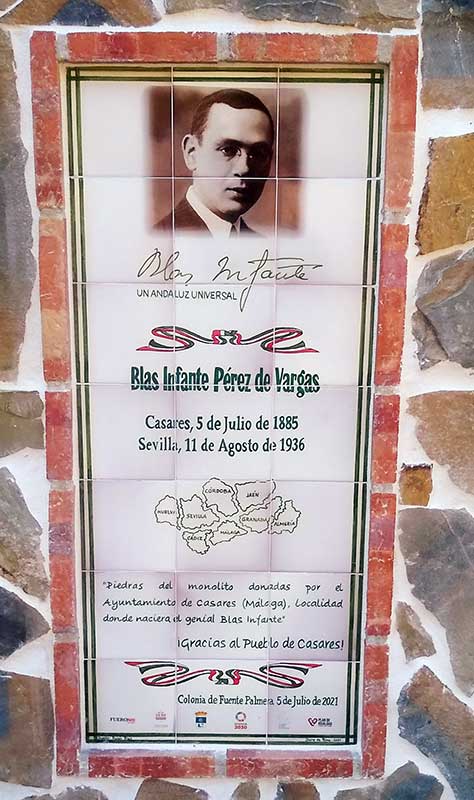 Blas Infante
UN ANDALUZ UNIVERSAL
Blas Infante Pérez de Vargas
Casares, 5 de Julio de 1885
Sevilla, 11 de Agosto de 1936
CÓRDOBA
JAÉN
HUELVA
SEVILLA
GRANADA
ALMERÍA
MÁLAGA
CÁDIZ
"Piedras del monolito donadas por el
Ayuntamiento de Casares (Málaga), localidad
donde naciera el genial Blas Infante"
¡Gracias al Pueblo de Casares!
Colonia de Fuente Palmera 5 de Julio de 2021
2030